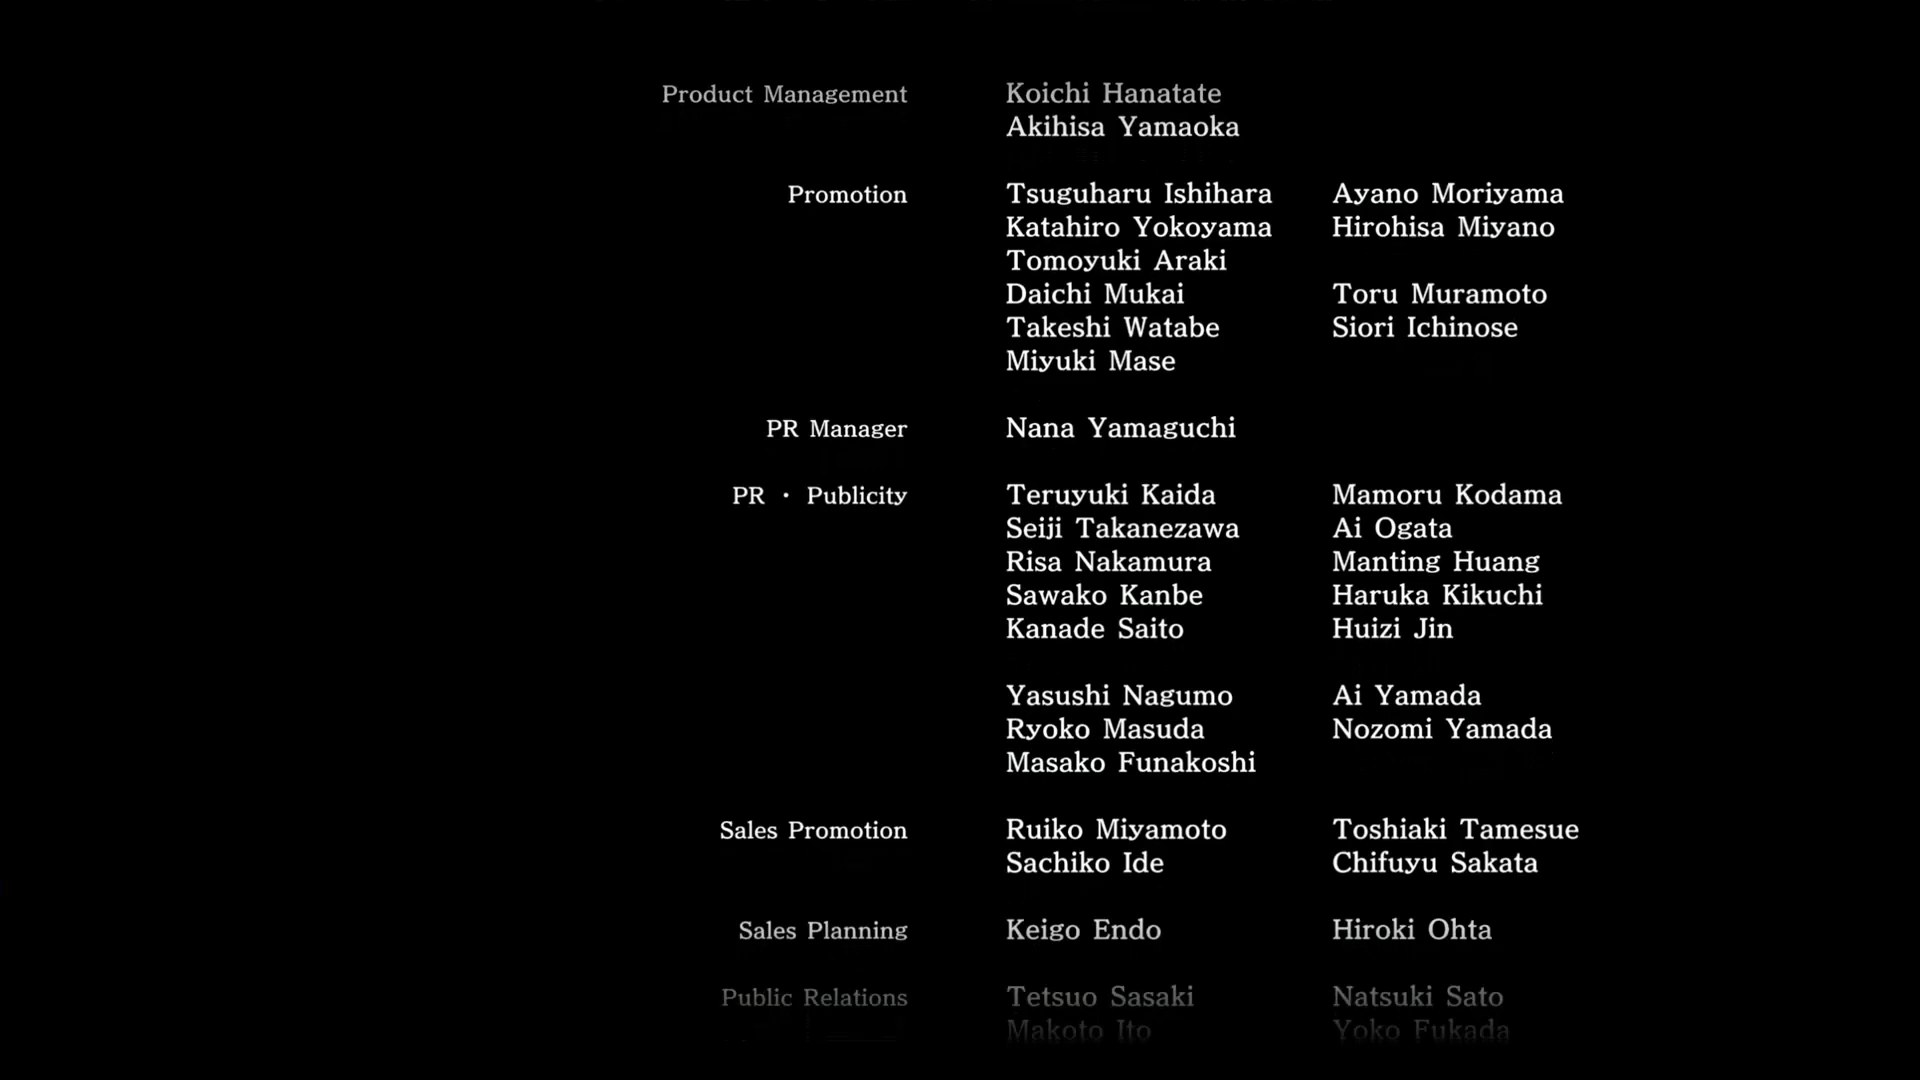 Product Management Koichi Hanatate
Akihisa Yamaoka
Promotion Tsuguharu Ishihara Ayano Moriyama
Katahiro Yokoyama Hirohisa Miyano
Tomoyuki Araki
Daichi Mukai Toru Muramoto
Takeshi Watabe Siori Ichinose
Miyuki Mase
PR Manager Nana Yamaguchi
PR・Publicity Teruyuki Kaida Mamoru Kodama
Seiji Takanezawa Ai Ogata
Risa Nakamura Manting Huang
Sawako Kanbe Haruka Kikuchi
Kanade Saito Huizi Jin
Yasushi Nagumo Ai Yamada
Ryoko Masuda Nozomi Yamada
Masako Funakoshi
Sales Promotion Ruiko Miyamoto Toshiaki Tamesue
Sachiko Ide Chifuyu Sakata
Sales Planning Keigo Endo Hiroki Ohta
Public Relations Tetsuo Sasaki Natsuki Sato
Makoto Ito Yoko Fukada